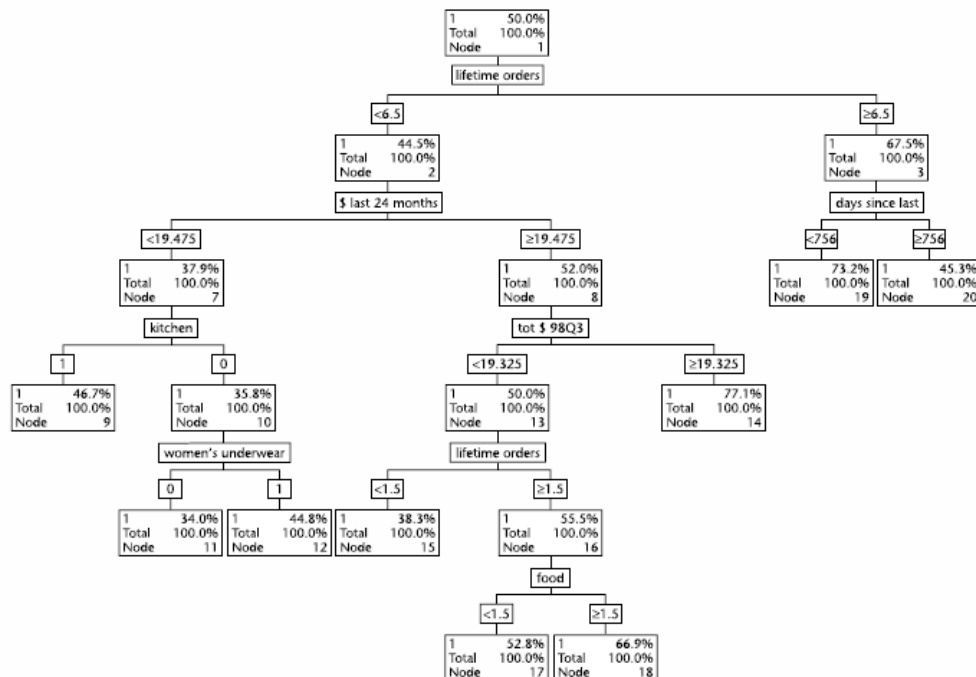 1 50.0%
Total 100.0%
Node 1
lifetime orders
<6.5 ≥6.5
1 44.5%
Total 100.0%
Node 2
1 67.5%
Total 100.0%
Node 3
$ last 24 months
days since last
<19.475 ≥19.475
<756 ≥756
1 37.9%
Total 100.0%
Node 7
1 52.0%
Total 100.0%
Node 8
1 73.2%
Total 100.0%
Node 19
1 45.3%
Total 100.0%
Node 20
kitchen
tot $ 98Q3
1 0
<19.325 ≥19.325
1 46.7%
Total 100.0%
Node 9
1 35.8%
Total 100.0%
Node 10
1 50.0%
Total 100.0%
Node 13
1 77.1%
Total 100.0%
Node 14
women's underwear
lifetime orders
0 1
<1.5 ≥1.5
1 34.0%
Total 100.0%
Node 11
1 44.8%
Total 100.0%
Node 12
1 38.3%
Total 100.0%
Node 15
1 55.5%
Total 100.0%
Node 16
food
<1.5 ≥1.5
1 52.8%
Total 100.0%
Node 17
1 66.9%
Total 100.0%
Node 18